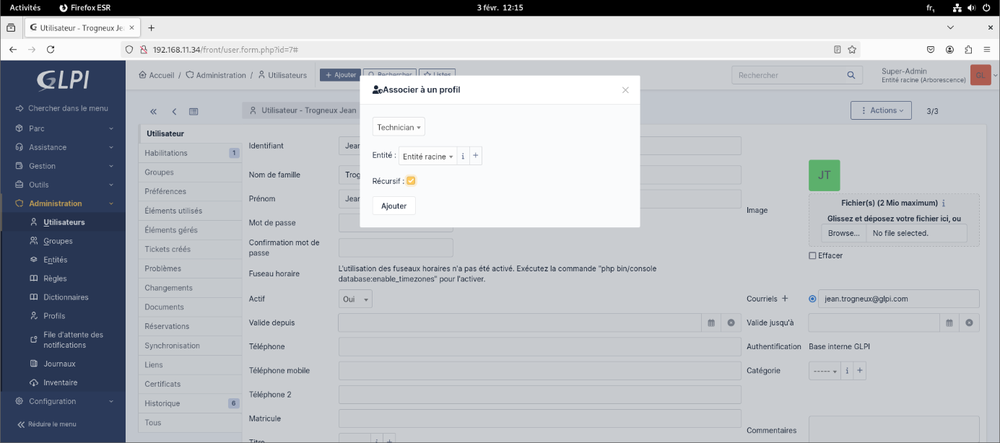 Activités
Firefox ESR
3 févr.  12:15
fr₁
Utilisateur - Trogneux Je
192.168.11.34/front/user.form.php?id=7#
GLPI
Accueil / Administration / Utilisateurs
+ Ajouter
Rechercher
Listes
Rechercher
Super-Admin
Entité racine (Arborescence)
GL
Chercher dans le menu
Parc
Assistance
Gestion
Outils
Administration
Utilisateurs
Groupes
Entités
Règles
Dictionnaires
Profils
File d'attente des
notifications
Journaux
Inventaire
Configuration
Réduire le menu
Utilisateur - Trogneux Jean
Actions
3/3
Utilisateur
Habilitations 1
Groupes
Préférences
Éléments utilisés
Éléments gérés
Tickets créés
Problèmes
Changements
Documents
Réservations
Synchronisation
Liens
Certificats
Historique 6
Tous
Associer à un profil
Technician
Entité : Entité racine
Récursif :
Ajouter
Identifiant
Jear
Nom de famille
Trog
Prénom
Jear
Mot de passe
Confirmation mot de
passe
Fuseau horaire
L'utilisation des fuseaux horaires n'a pas été activé. Exécutez la commande "php bin/console
database:enable_timezones" pour l'activer.
Actif
Oui
Valide depuis
Téléphone
Téléphone mobile
Téléphone 2
Matricule
Titre
Image
JT
Fichier(s) (2 Mio maximum)
Glissez et déposez votre fichier ici, ou
Browse... No file selected.
Effacer
Courriels +
jean.trogneux@glpi.com
Valide jusqu'à
Authentification Base interne GLPI
Catégorie
-----
Commentaires